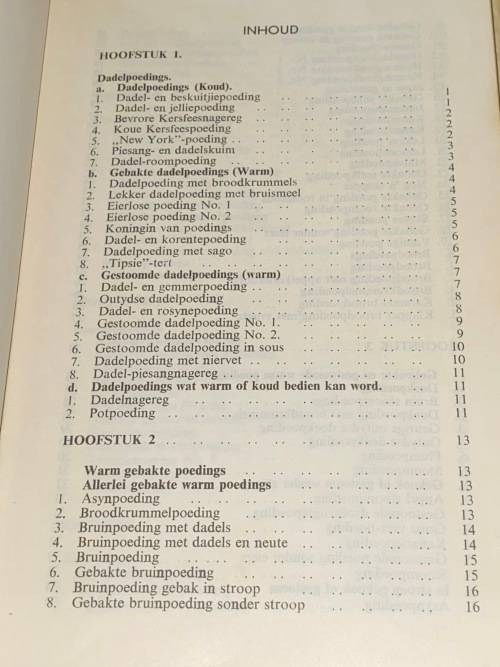 INHOUD
HOOFSTUK 1.
Dadelpoedings.
a. Dadelpoedings (Koud).
1. Dadel- en beskuitjiepoeding .. .. .. .. .. 1
2. Dadel- en jelliepoeding .. .. .. .. .. 1
3. Bevrore Kersfeesnagereg .. .. .. .. .. 2
4. Koue Kersfeespoeding .. .. .. .. .. 2
5. „New York"-poeding .. .. .. .. .. 2
6. Piesang- en dadelskuim .. .. .. .. 3
7. Dadel-roompoeding .. .. .. .. .. 3
b. Gebakte dadelpoedings (Warm) .. .. .. .. 4
1. Dadelpoeding met broodkrummels .. .. .. .. 4
2. Lekker dadelpoeding met bruismeel .. .. .. .. 4
3. Eierlose poeding No. 1 .. .. .. .. .. 5
4. Eierlose poeding No. 2 .. .. .. .. .. 5
5. Koningin van poedings .. .. .. .. .. 5
6. Dadel- en korentepoeding .. .. .. .. 6
7. Dadelpoeding met sago .. .. .. .. .. 6
8. „Tipsie"-tert .. .. .. .. .. 7
c. Gestoomde dadelpoedings (warm) .. .. .. .. 7
1. Dadel- en gemmerpoeding .. .. .. .. .. 7
2. Outydse dadelpoeding .. .. .. .. .. 8
3. Dadel- en rosynepoeding .. .. .. .. .. 8
4. Gestoomde dadelpoeding No. 1. .. .. .. .. 9
5. Gestoomde dadelpoeding No. 2. .. .. .. .. 9
6. Gestoomde dadelpoeding in sous .. .. .. .. 10
7. Dadelpoeding met niervet .. .. .. .. .. 10
8. Dadel-piesangnagereg .. .. .. .. .. 11
d. Dadelpoedings wat warm of koud bedien kan word. 11
1. Dadelnagereg .. .. .. .. .. 11
2. Potpoeding .. .. .. .. .. 11
HOOFSTUK 2 .. .. .. .. .. .. 13
Warm gebakte poedings .. .. .. .. .. 13
Allerlei gebakte warm poedings .. .. .. .. 13
1. Asynpoeding .. .. .. .. .. 13
2. Broodkrummelpoeding .. .. .. .. .. 13
3. Bruinpoeding met dadels .. .. .. .. .. 14
4. Bruinpoeding met dadels en neute .. .. .. .. 14
5. Bruinpoeding .. .. .. .. .. .. 15
6. Gebakte bruinpoeding .. .. .. .. .. 15
7. Bruinpoeding gebak in stroop .. .. .. .. 16
8. Gebakte bruinpoeding sonder stroop .. .. .. .. 16